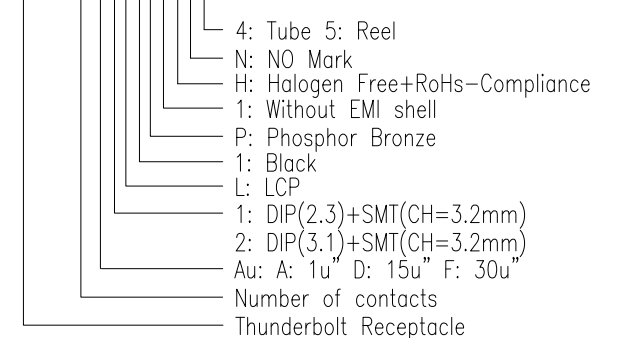 4: Tube 5: Reel
N: NO Mark
H: Halogen Free+RoHs-Compliance
1: Without EMI shell
P: Phosphor Bronze
1: Black
L: LCP
1: DIP(2.3)+SMT(CH=3.2mm)
2: DIP(3.1)+SMT(CH=3.2mm)
Au: A: 1u” D: 15u” F: 30u”
Number of contacts
Thunderbolt Receptacle